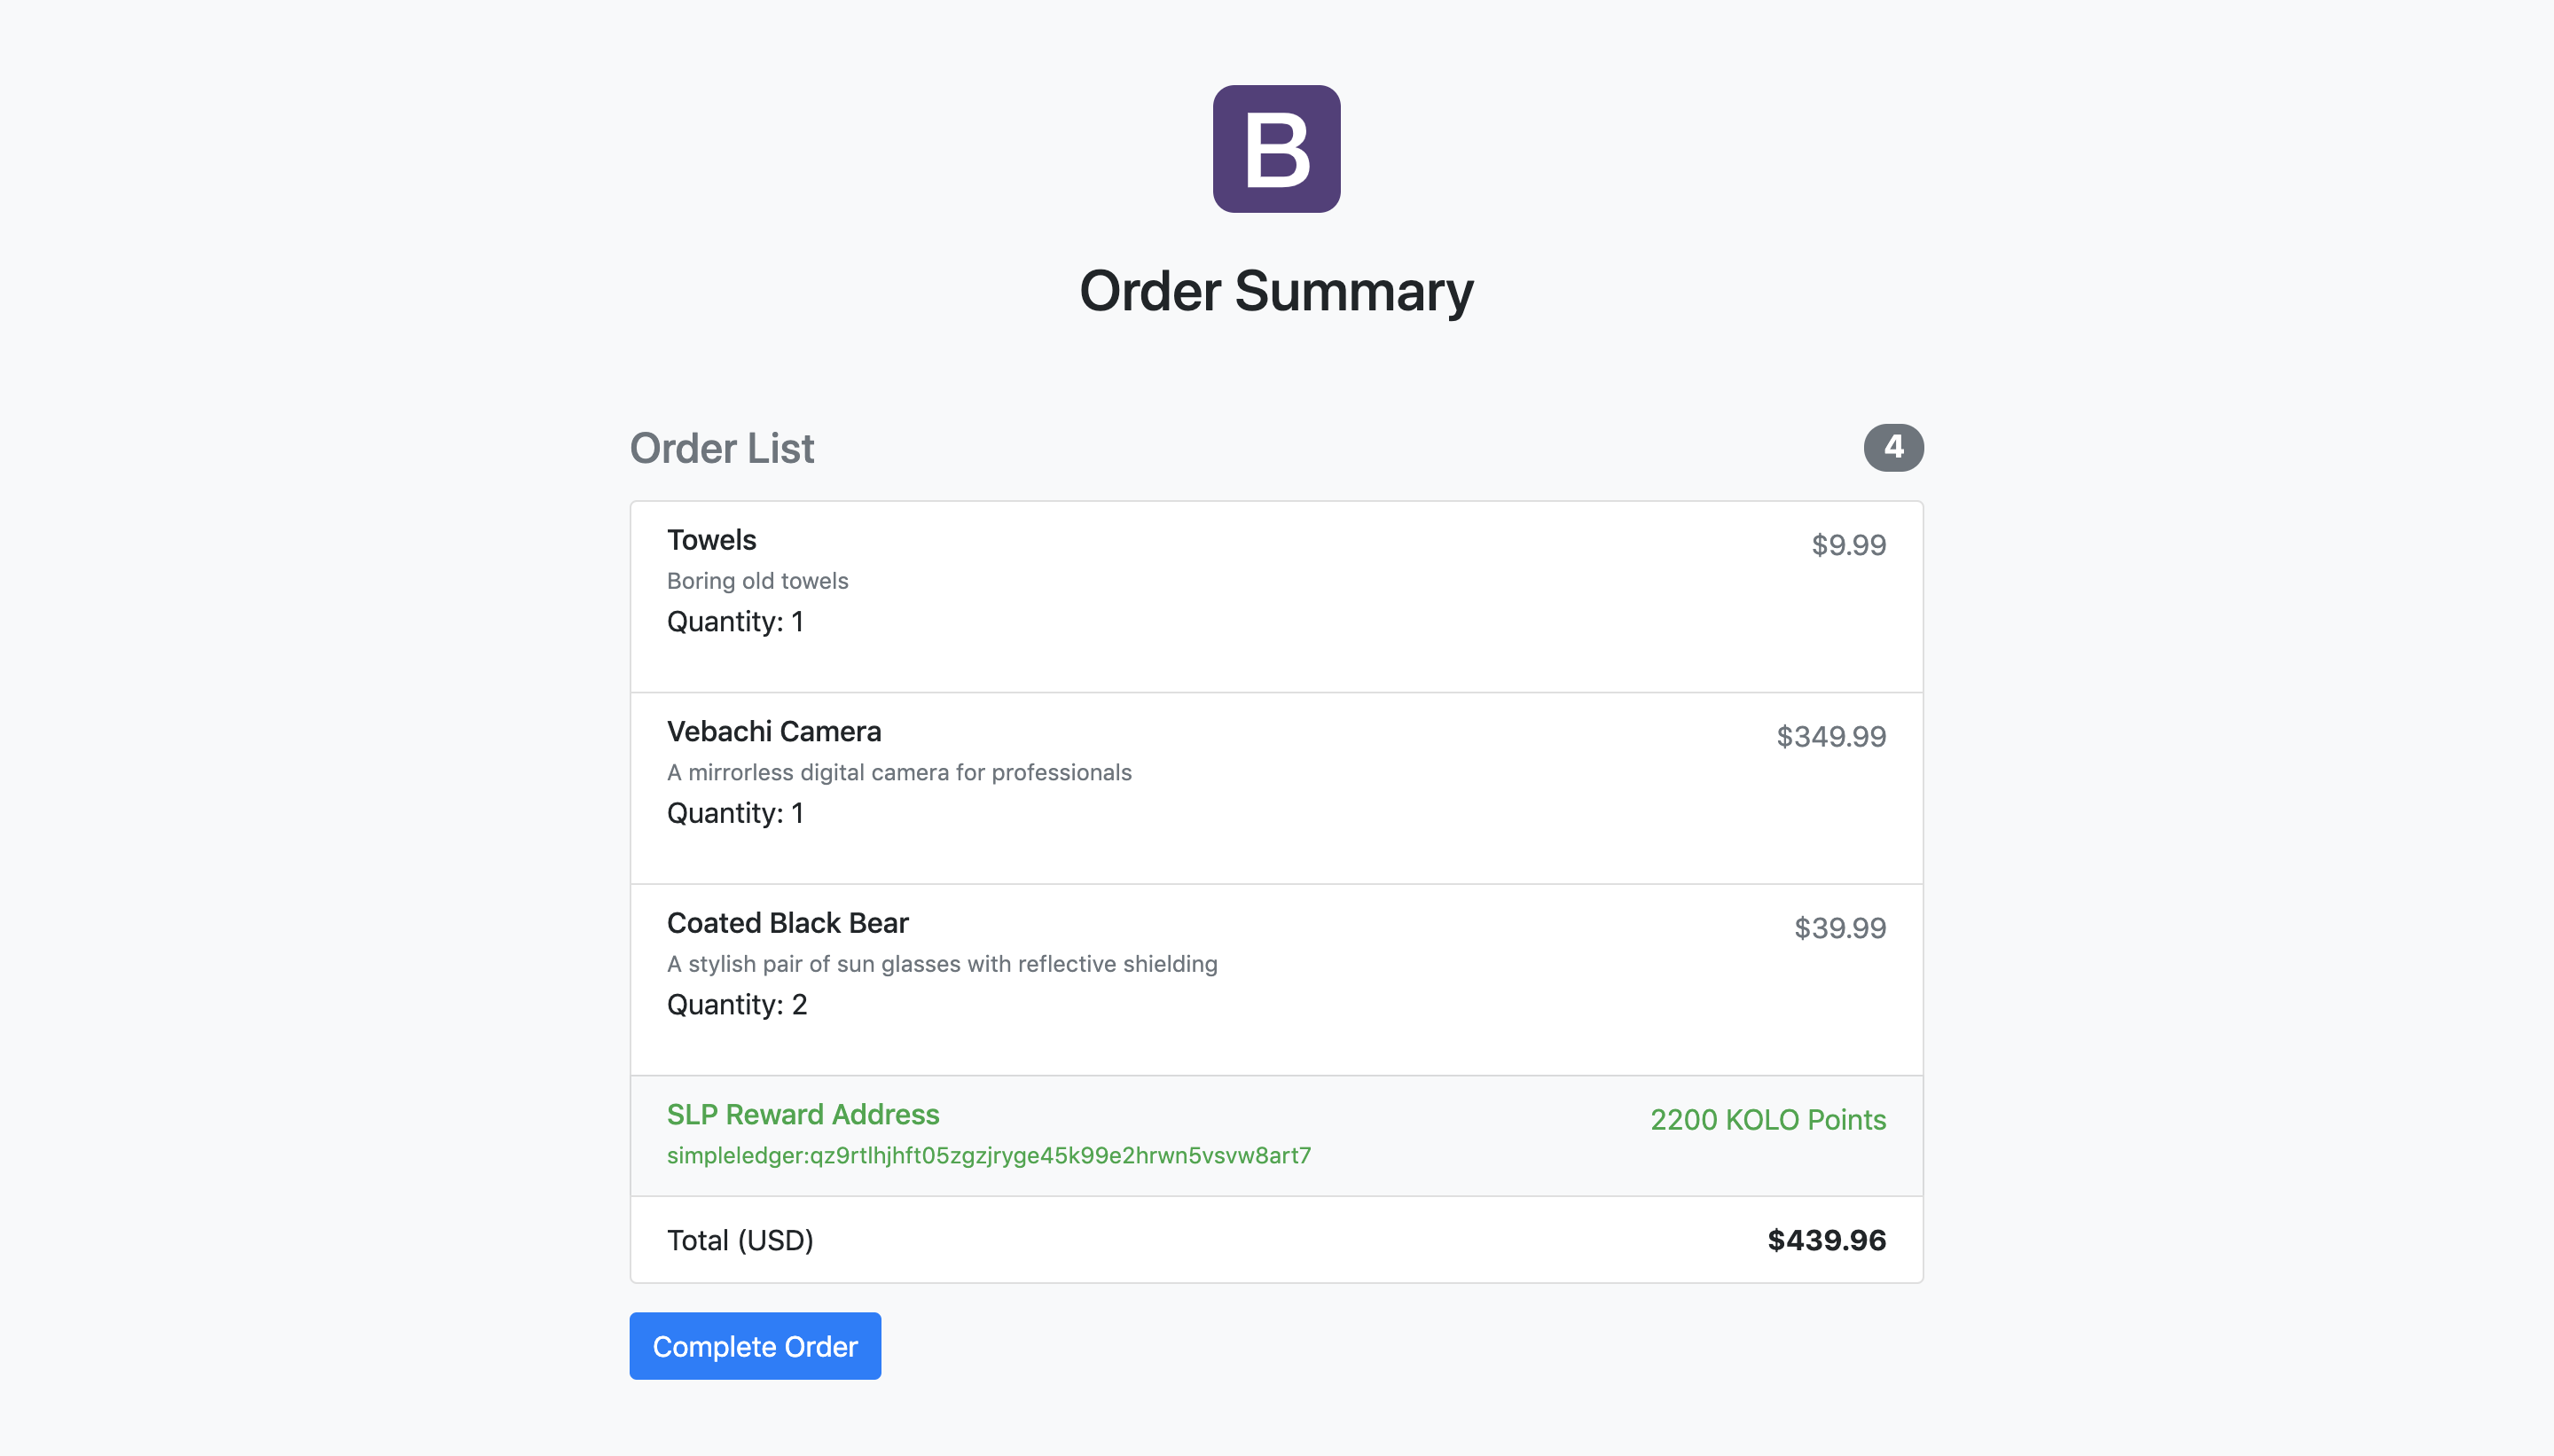 B
Order Summary
Order List
4
Towels
$9.99
Boring old towels
Quantity: 1
Vebachi Camera
$349.99
A mirrorless digital camera for professionals
Quantity: 1
Coated Black Bear
$39.99
A stylish pair of sun glasses with reflective shielding
Quantity: 2
SLP Reward Address
2200 KOLO Points
simpleledger:qz9rtlhjhft05zgzjryge45k99e2hrwn5vsvw8art7
Total (USD)
$439.96
Complete Order